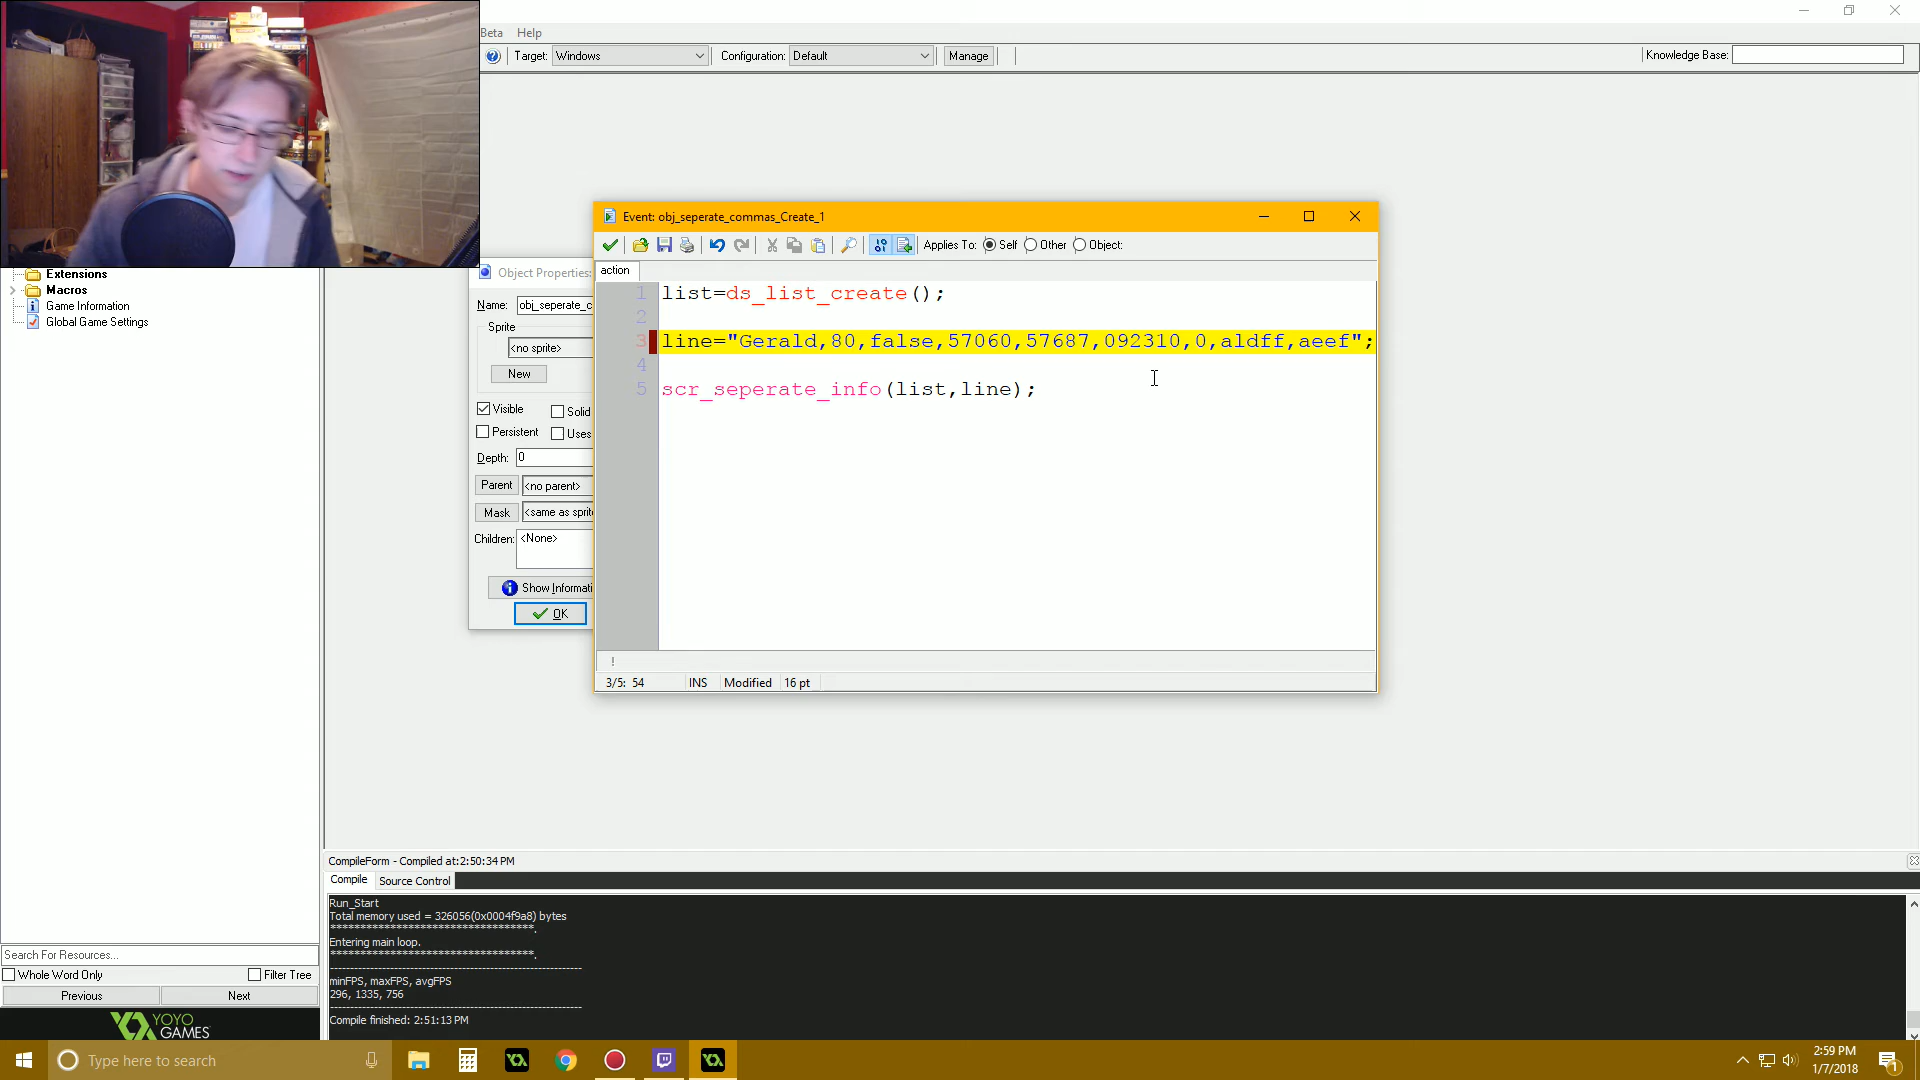 Beta Help
Target: Windows Configuration: Default Manage Knowledge Base:
Event: obj_seperate_commas_Create_1
Applies To: Self Other Object:
action
1 list=ds_list_create();
2
3 line="Gerald,80,false,57060,57687,092310,0,aldff,aeef";
4
5 scr_seperate_info(list,line);
!
3/5: 54 INS Modified 16 pt
Object Properties:
Name: obj_seperate_c
Sprite
<no sprite>
New
Visible Solid
Persistent Uses
Depth: 0
Parent <no parent>
Mask <same as sprit
Children: <None>
Show Informati
OK
Extensions
Macros
Game Information
Global Game Settings
Search For Resources...
Whole Word Only Filter Tree
Previous Next
YOYO
GAMES
CompileForm - Compiled at:2:50:34 PM
Compile Source Control
Run_Start
Total memory used = 326056(0x0004f9a8) bytes
***********************************.
Entering main loop.
***********************************.
----------------------------------------------------------------
minFPS, maxFPS, avgFPS
296, 1335, 756
----------------------------------------------------------------
Compile finished: 2:51:13 PM
Type here to search
2:59 PM
1/7/2018
1